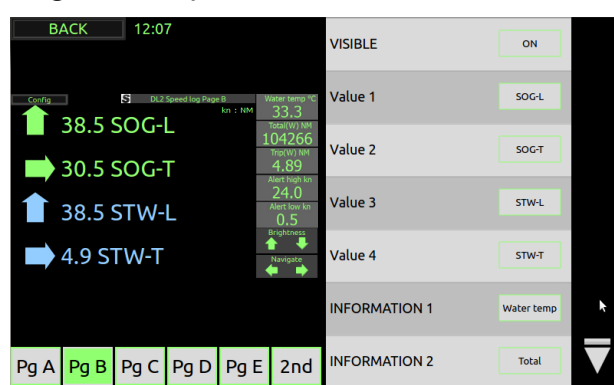 BACK 12:07
Config
S DL2 Speed log Page B
kn : NM
38.5 SOG-L
30.5 SOG-T
38.5 STW-L
4.9 STW-T
Water temp °C
33.3
Total(W) NM
104266
Trip(W) NM
4.89
Alert high kn
24.0
Alert low kn
0.5
Brightness
Navigate
Pg A Pg B Pg C Pg D Pg E 2nd
VISIBLE ON
Value 1 SOG-L
Value 2 SOG-T
Value 3 STW-L
Value 4 STW-T
INFORMATION 1 Water temp
INFORMATION 2 Total